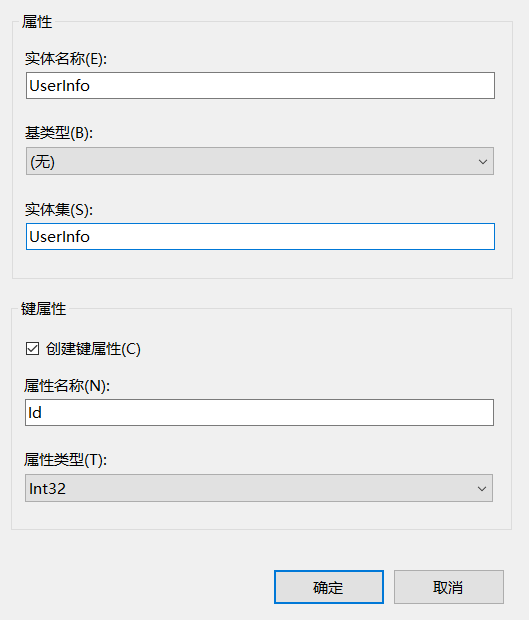 属性
实体名称(E):
UserInfo
基类型(B):
(无)
实体集(S):
UserInfo
键属性
创建键属性(C)
属性名称(N):
Id
属性类型(T):
Int32
确定
取消